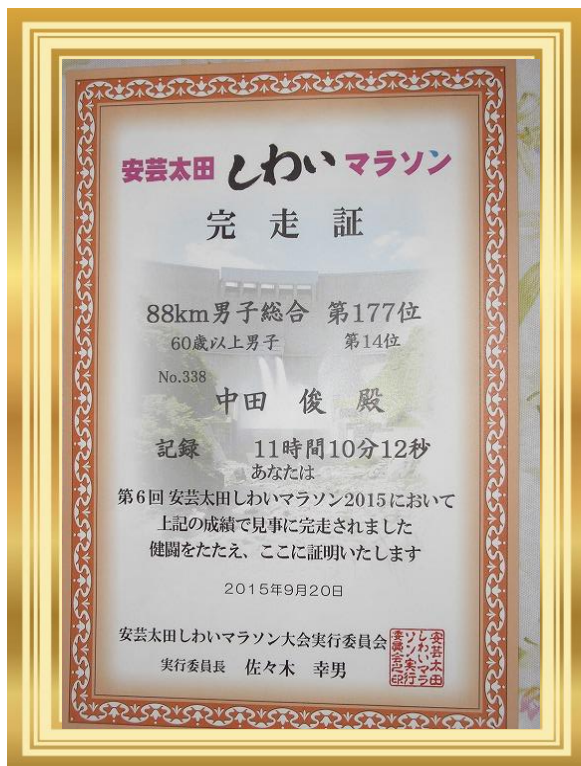 安芸太田 しわい マラソン
完走証
88km男子総合 第177位
60歳以上男子 第14位
No.338
中田 俊 殿
記録 11時間10分12秒
あなたは
第6回 安芸太田しわいマラソン2015において
上記の成績で見事に完走されました
健闘をたたえ、ここに証明いたします
2015年9月20日
安芸太田しわいマラソン大会実行委員会
実行委員長 佐々木 幸男
安芸太田
しわいマラ
ソン実行
委員会之印